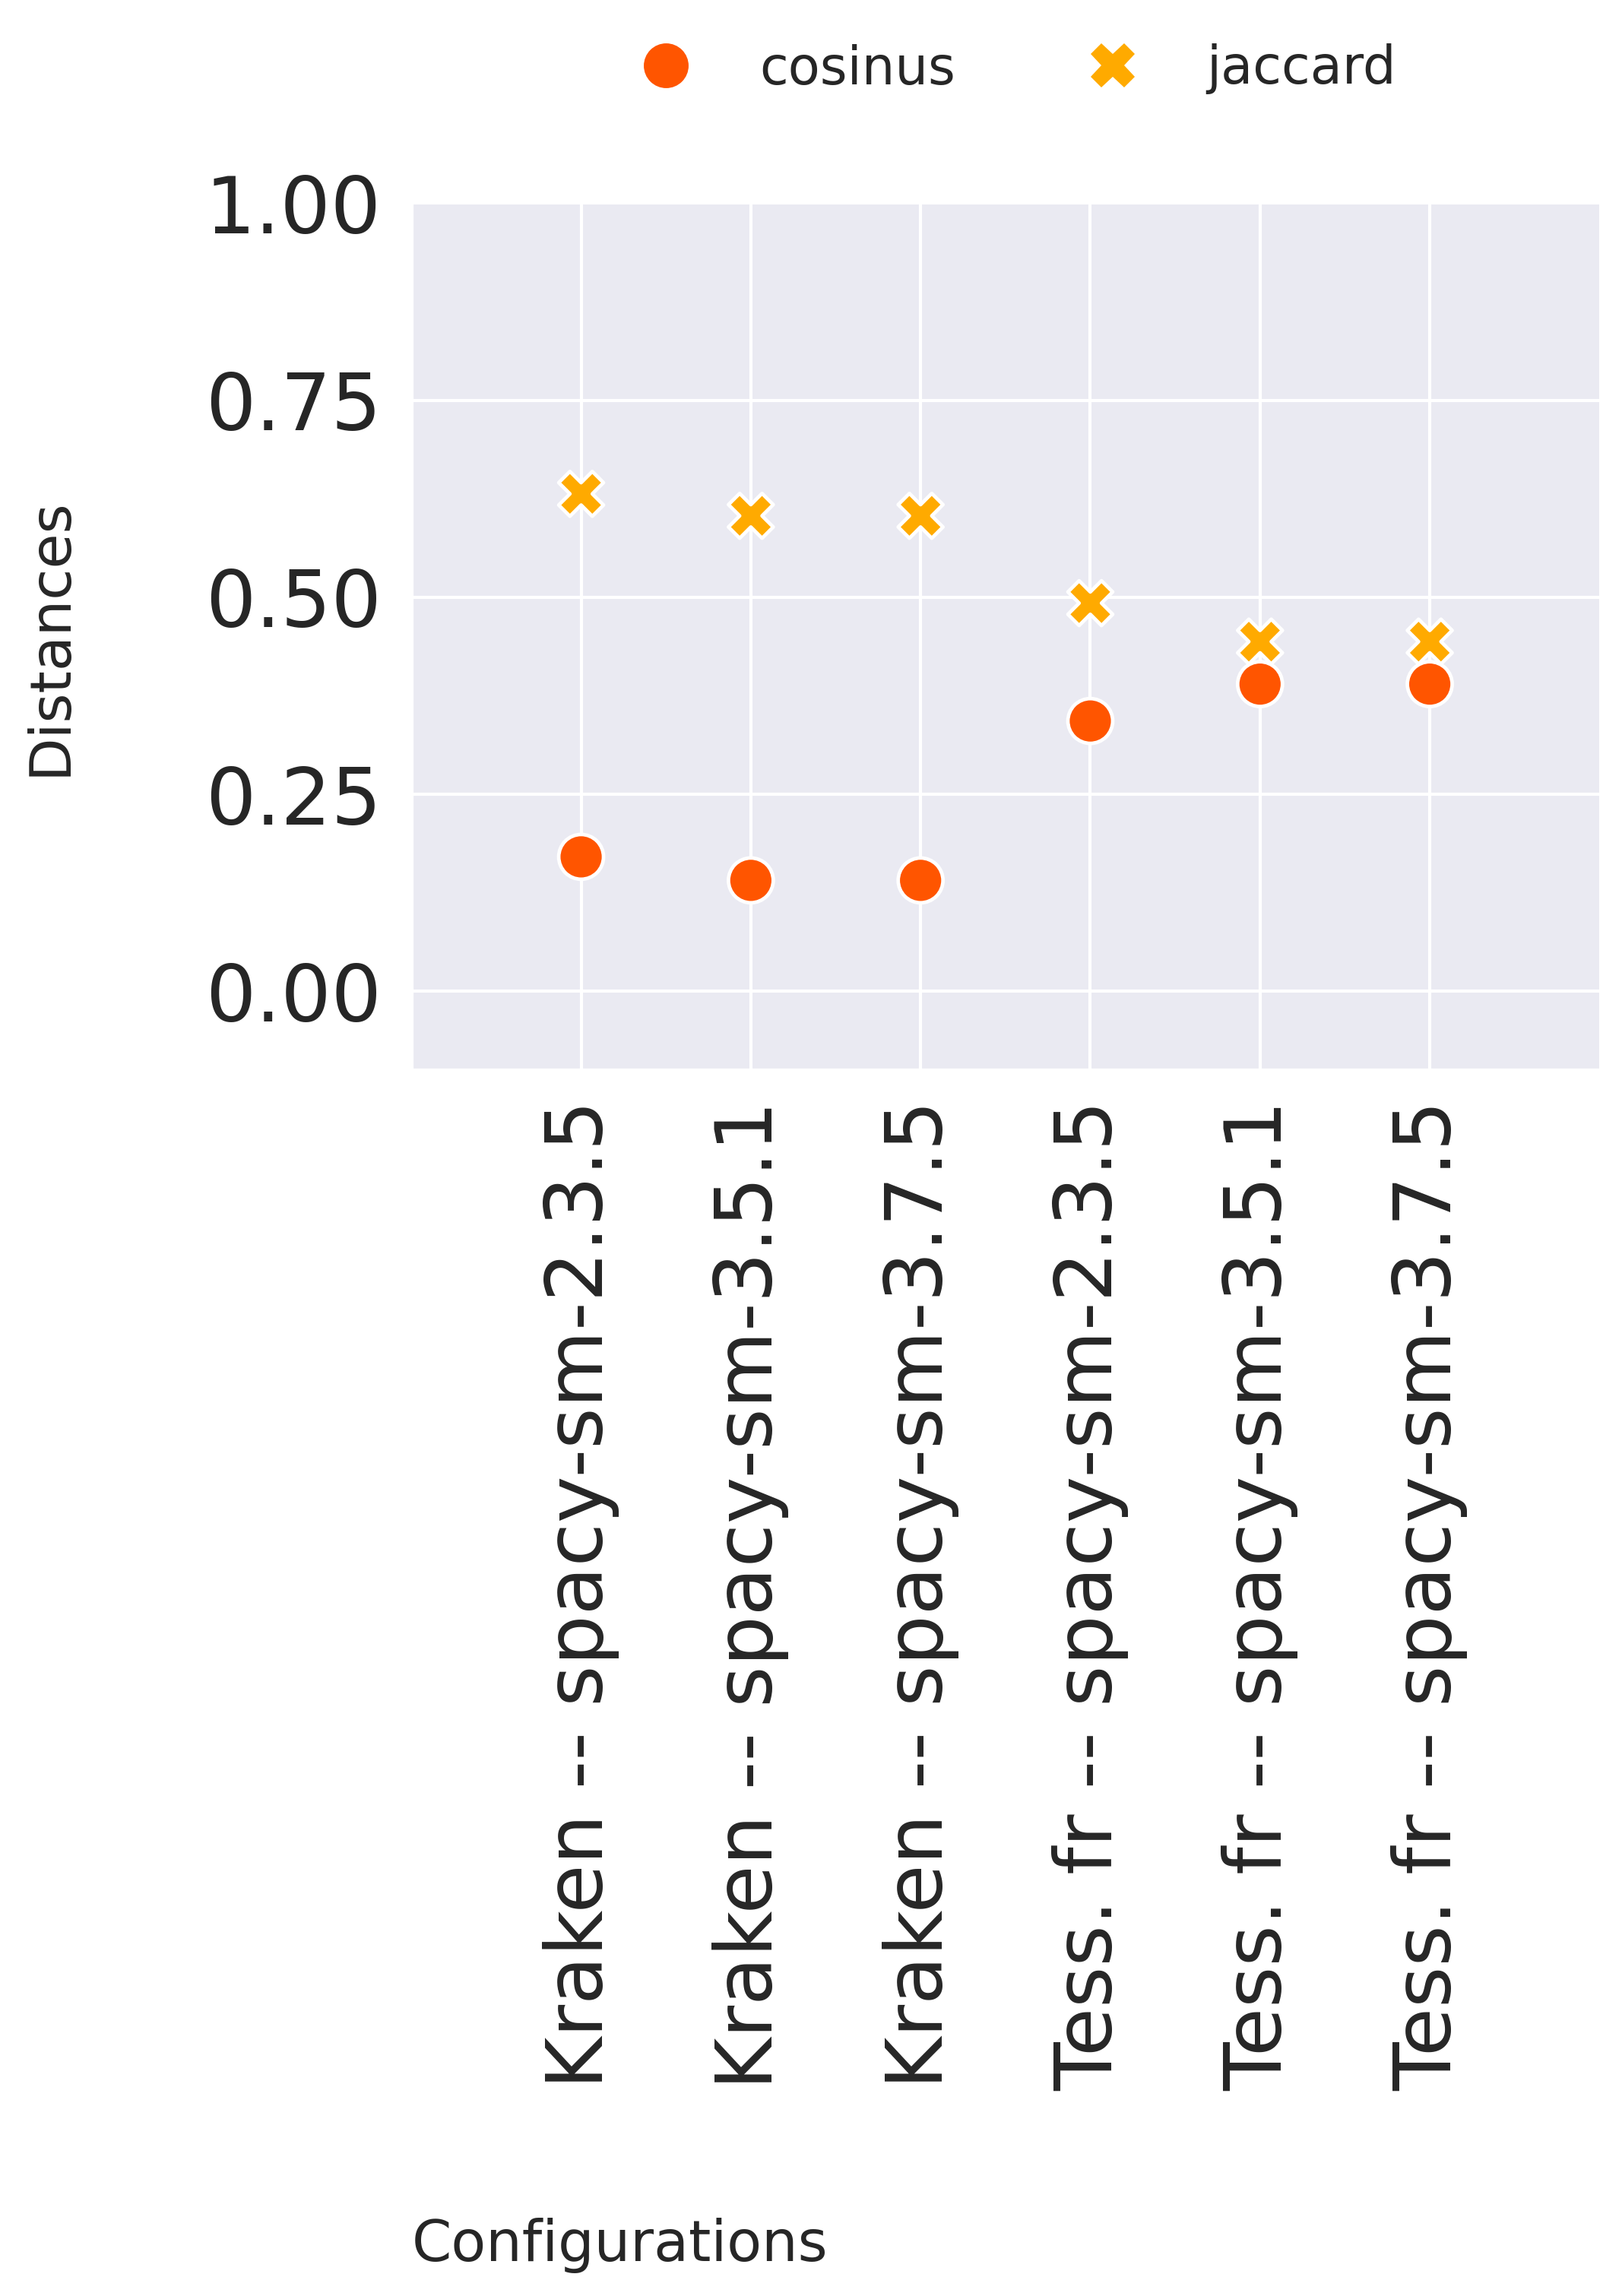 cosinus jaccard
1.00
0.75
0.50
0.25
0.00
Distances
Kraken -- spacy-sm-2.3.5
Kraken -- spacy-sm-3.5.1
Kraken -- spacy-sm-3.7.5
Tess. fr -- spacy-sm-2.3.5
Tess. fr -- spacy-sm-3.5.1
Tess. fr -- spacy-sm-3.7.5
Configurations